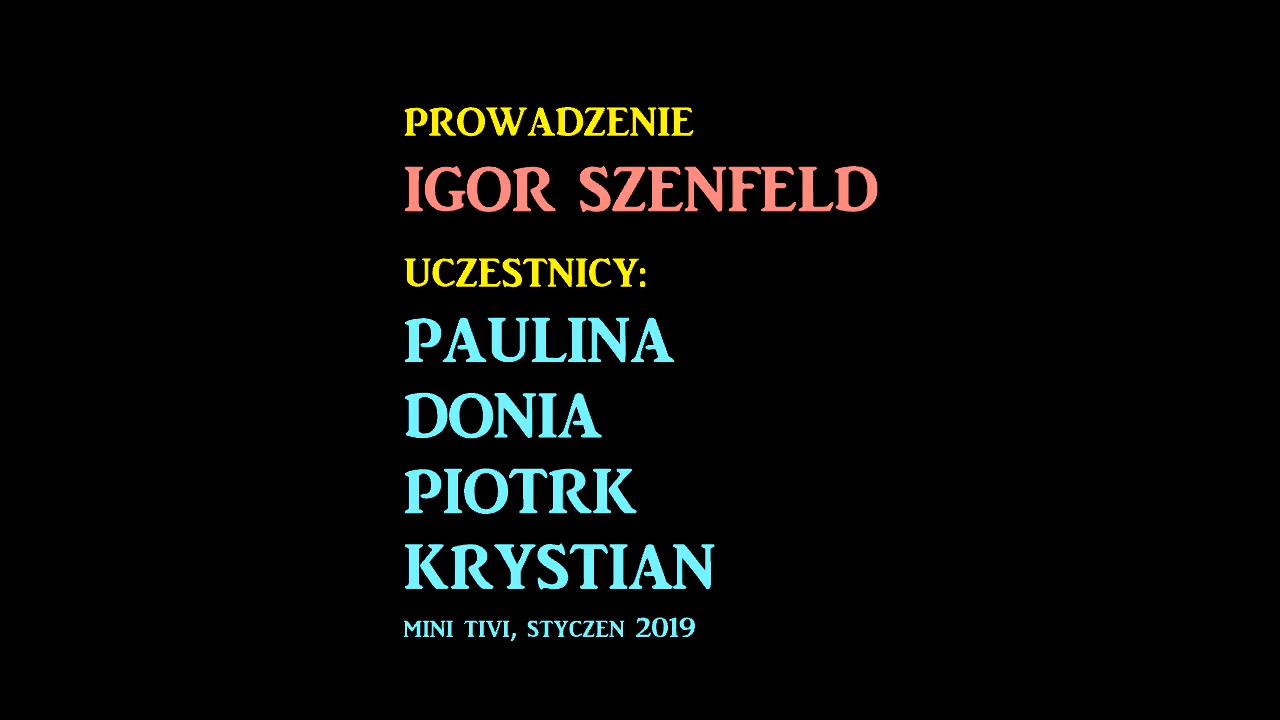 PROWADZENIE
IGOR SZENFELD
UCZESTNICY:
PAULINA
DONIA
PIOTRK
KRYSTIAN
MINI TIVI, STYCZEN 2019